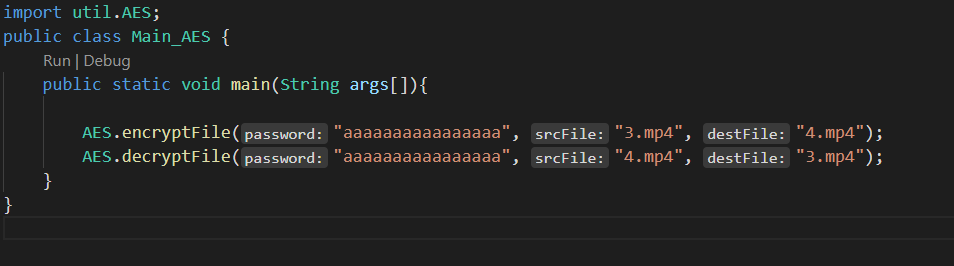 import util.AES;
public class Main_AES {
Run | Debug
public static void main(String args[]){
AES.encryptFile(password: "aaaaaaaaaaaaaaaa", srcFile: "3.mp4", destFile: "4.mp4");
AES.decryptFile(password: "aaaaaaaaaaaaaaaa", srcFile: "4.mp4", destFile: "3.mp4");
}
}